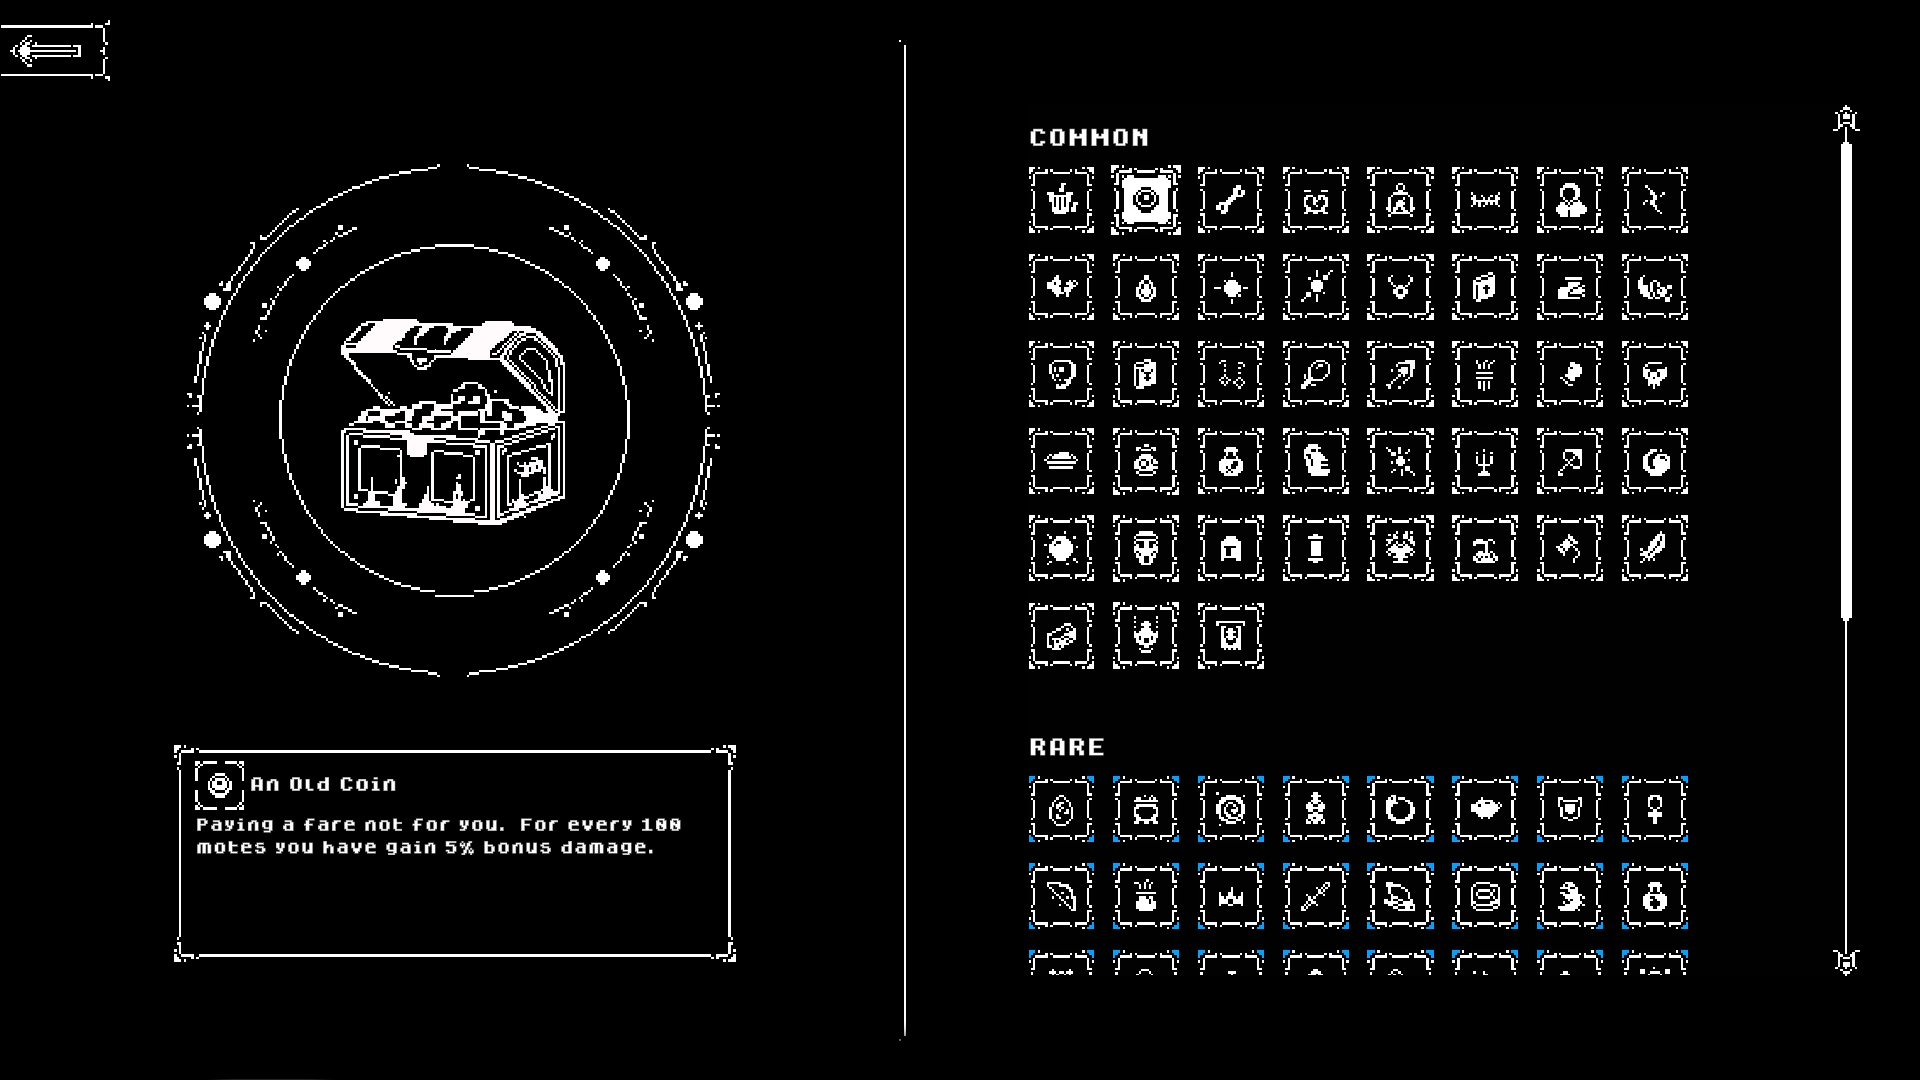 COMMON
RARE
An Old Coin
Paying a fare not for you. For every 100
motes you have gain 5% bonus damage.